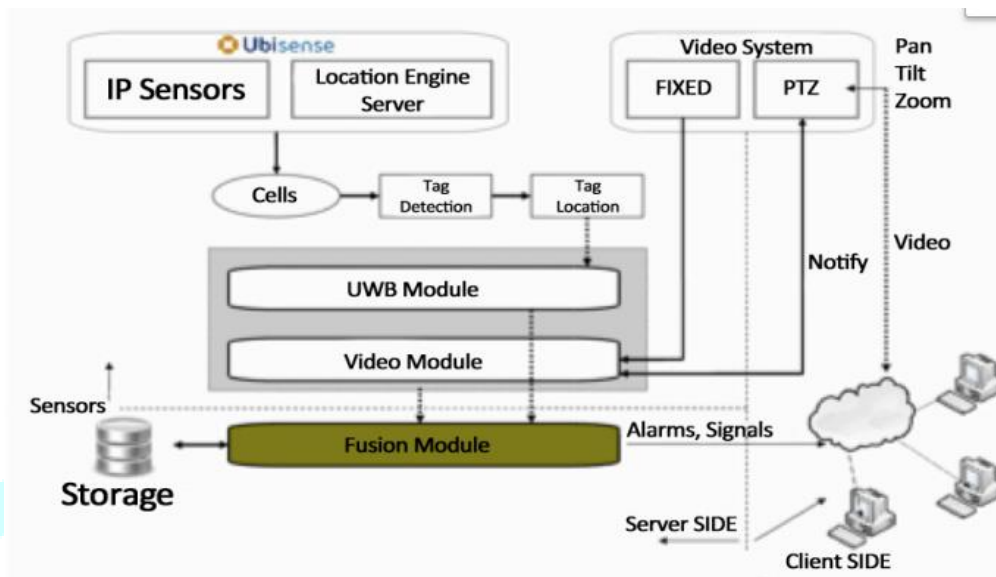 Ubisense
IP Sensors
Location Engine
Server
Video System
FIXED
PTZ
Pan
Tilt
Zoom
Cells
Tag
Detection
Tag
Location
Video
Notify
UWB Module
Video Module
Sensors
Fusion Module
Alarms, Signals
Storage
Server SIDE
Client SIDE